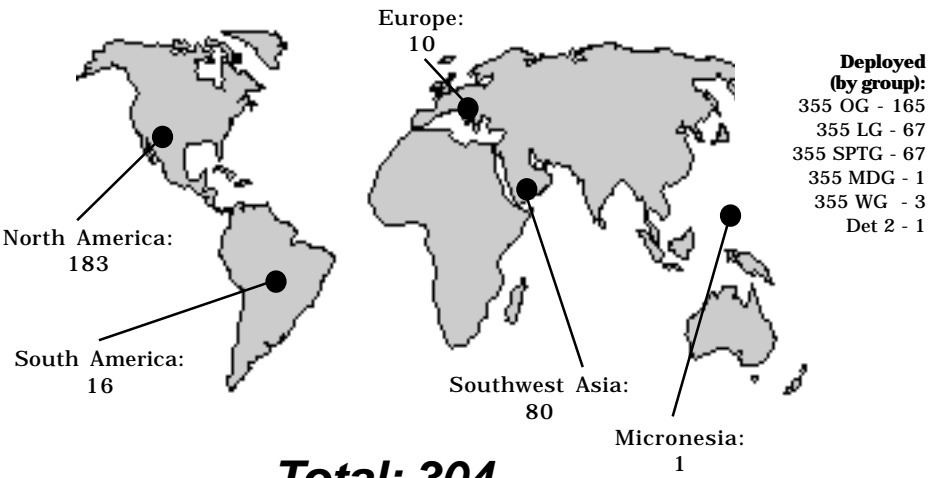 Europe:
10
Deployed
(by group):
355 OG - 165
355 LG - 67
355 SPTG - 67
355 MDG - 1
355 WG - 3
Det 2 - 1
North America:
183
South America:
16
Southwest Asia:
80
Micronesia:
1
Total: 304